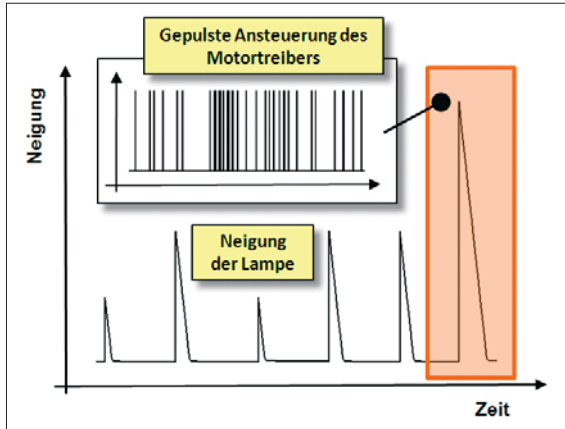 Gepulste Ansteuerung des
Motortreibers
Neigung
Neigung
der Lampe
Zeit